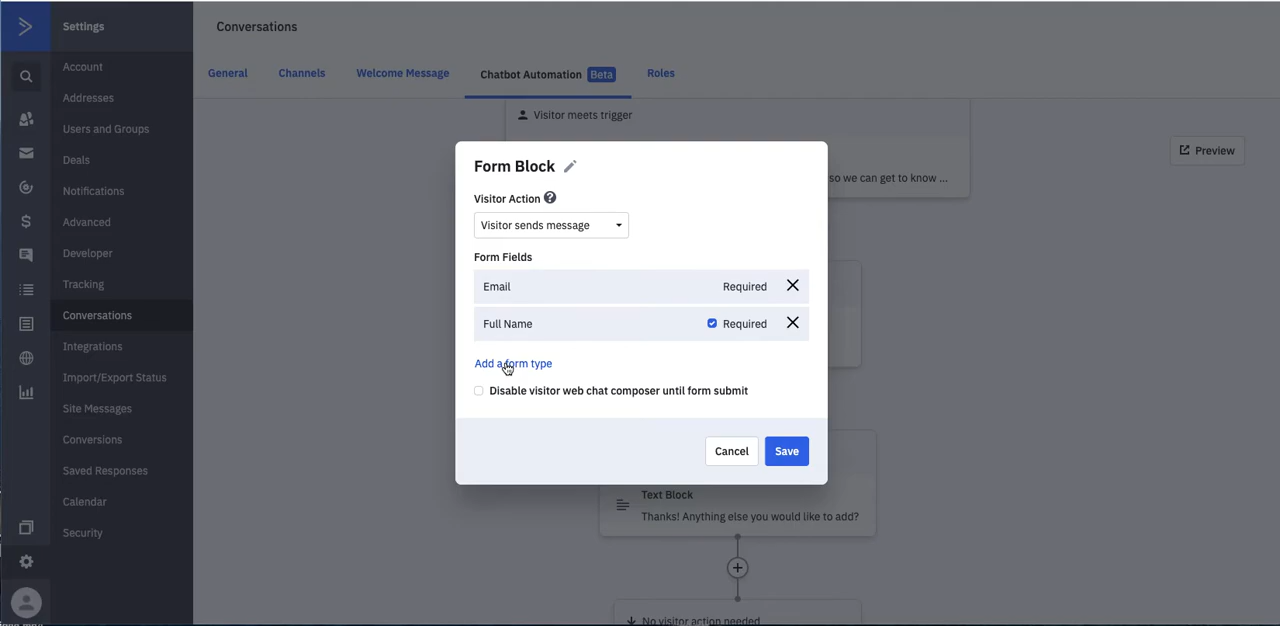 Settings
Account
Addresses
Users and Groups
Deals
Notifications
Advanced
Developer
Tracking
Conversations
Integrations
Import/Export Status
Site Messages
Conversions
Saved Responses
Calendar
Security
Conversations
General Channels Welcome Message Chatbot Automation Beta Roles
Visitor meets trigger
Preview
so we can get to know ...
Form Block
Visitor Action
Visitor sends message
Form Fields
Email Required
Full Name Required
Add a form type
Disable visitor web chat composer until form submit
Cancel Save
Text Block
Thanks! Anything else you would like to add?
No visitor action needed